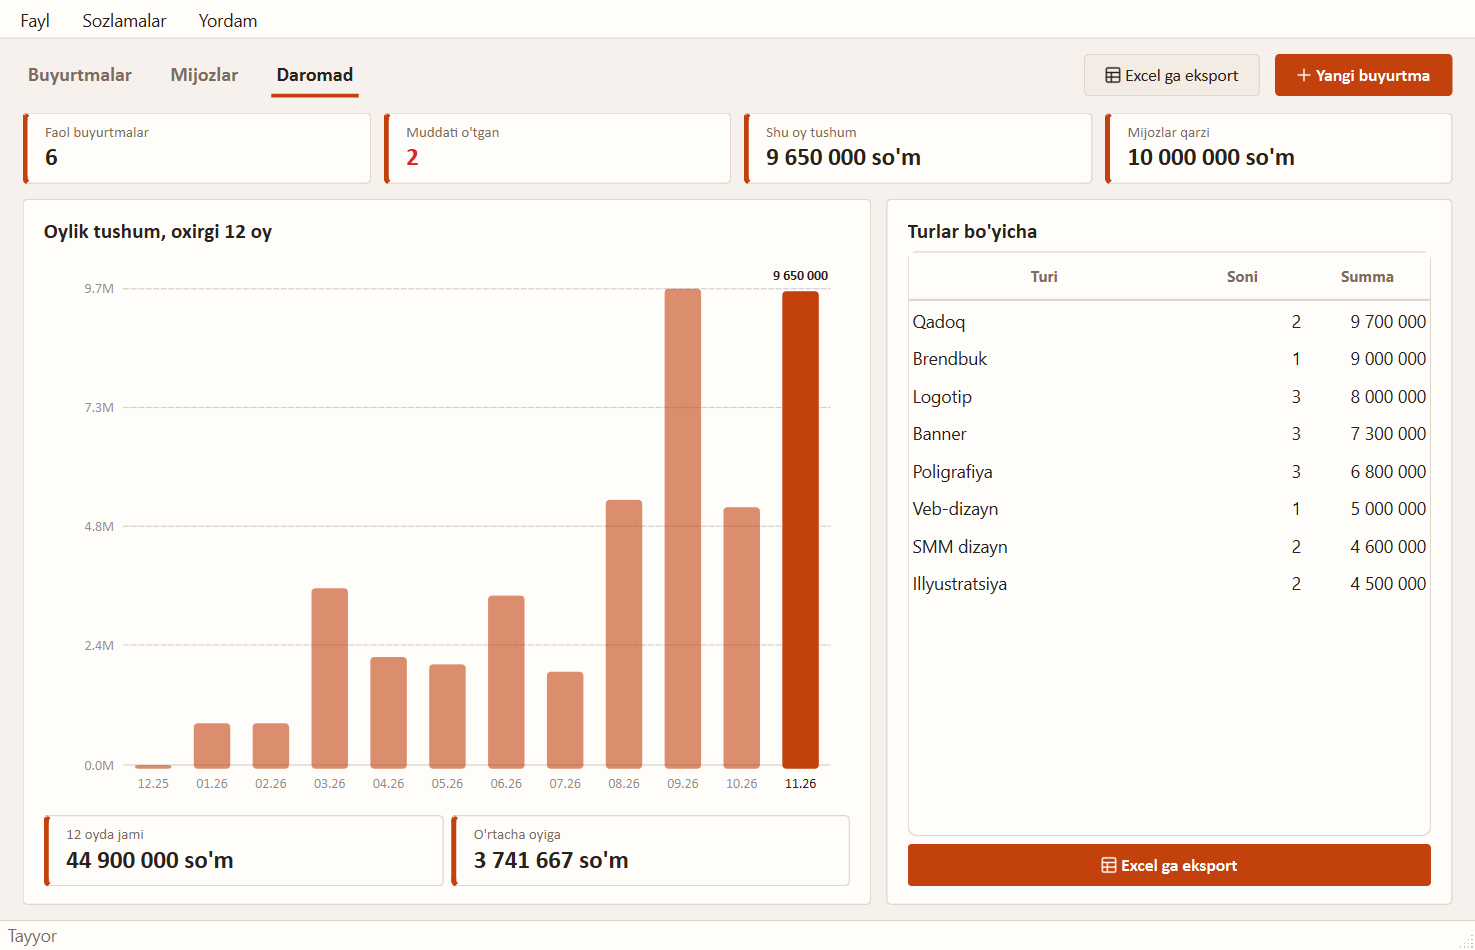 Fayl Sozlamalar Yordam
Buyurtmalar Mijozlar Daromad Excel ga eksport + Yangi buyurtma
Faol buyurtmalar
6
Muddati o'tgan
2
Shu oy tushum
9 650 000 so'm
Mijozlar qarzi
10 000 000 so'm
Oylik tushum, oxirgi 12 oy
9 650 000
9.7M
7.3M
4.8M
2.4M
0.0M
12.25 01.26 02.26 03.26 04.26 05.26 06.26 07.26 08.26 09.26 10.26 11.26
12 oyda jami
44 900 000 so'm
O'rtacha oyiga
3 741 667 so'm
Turlar bo'yicha
Turi Soni Summa
Qadoq 2 9 700 000
Brendbuk 1 9 000 000
Logotip 3 8 000 000
Banner 3 7 300 000
Poligrafiya 3 6 800 000
Veb-dizayn 1 5 000 000
SMM dizayn 2 4 600 000
Illyustratsiya 2 4 500 000
Excel ga eksport
Tayyor